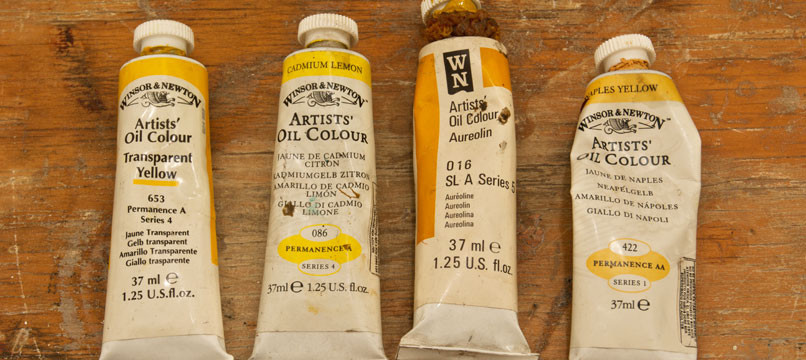 WINSOR & NEWTON
Artists'
Oil Colour
Transparent
Yellow
653
Permanence A
Series 4
Jaune Transparent
Gelb transparent
Amarillo Transparente
Giallo trasparente
37 ml e
1.25 U.S.fl.oz.
CADMIUM LEMON
WINSOR & NEWTON
ARTISTS'
OIL COLOUR
JAUNE DE CADMIUM
CITRON
KADMIUMGELB ZITRON
AMARILLO DE CADMIO
LIMÓN
GIALLO DI CADMIO
LIMONE
086
PERMANENCE A
SERIES 4
37ml e 1.25 U.S. fl.oz.
WN
Artists'
Oil Colour
Aureolin
016
SL A Series 5
Auréoline
Aureolin
Aureolina
Aureolina
37 ml e
1.25 U.S. fl.oz.
NAPLES YELLOW
WINSOR & NEWTON
ARTISTS'
OIL COLOUR
JAUNE DE NAPLES
NEAPELGELB
AMARILLO DE NÁPOLES
GIALLO DI NAPOLI
422
PERMANENCE AA
SERIES 1
37ml e